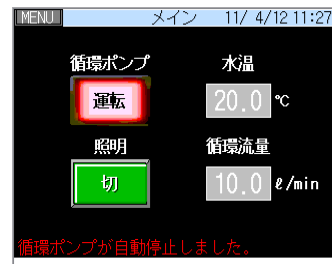 MENU メイン 11/ 4/12 11:27
循環ポンプ 水温
運転 20.0 ℃
照明 循環流量
切 10.0 ℓ/min
循環ポンプが自動停止しました。